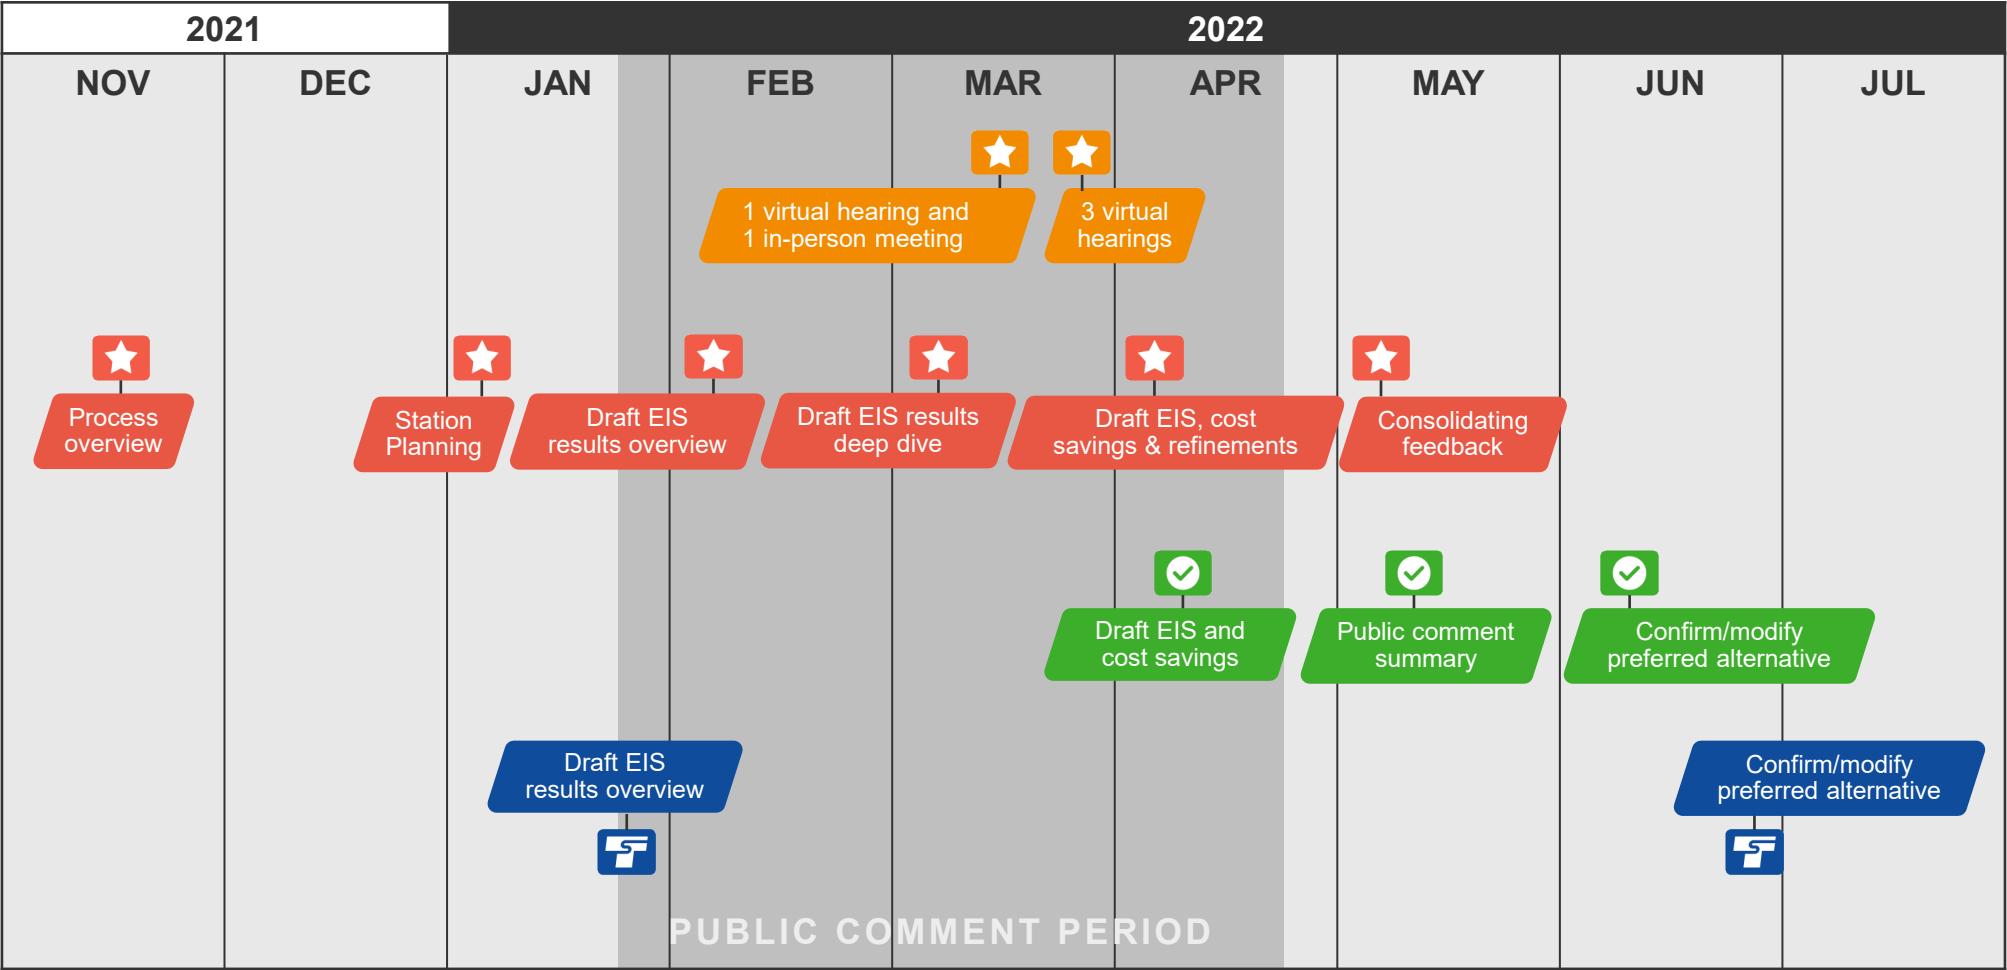 2021
2022
NOV
DEC
JAN
FEB
MAR
APR
MAY
JUN
JUL
1 virtual hearing and
1 in-person meeting
3 virtual
hearings
Process
overview
Station
Planning
Draft EIS
results overview
Draft EIS results
deep dive
Draft EIS, cost
savings & refinements
Consolidating
feedback
Draft EIS and
cost savings
Public comment
summary
Confirm/modify
preferred alternative
Draft EIS
results overview
Confirm/modify
preferred alternative
PUBLIC COMMENT PERIOD